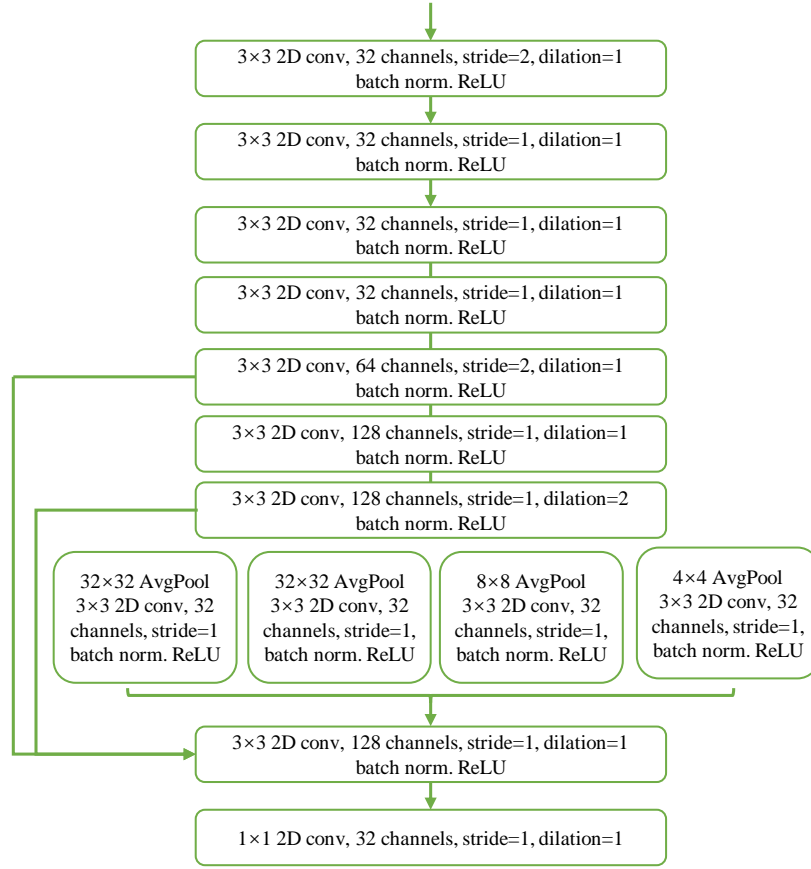 3×3 2D conv, 32 channels, stride=2, dilation=1
batch norm. ReLU
3×3 2D conv, 32 channels, stride=1, dilation=1
batch norm. ReLU
3×3 2D conv, 32 channels, stride=1, dilation=1
batch norm. ReLU
3×3 2D conv, 32 channels, stride=1, dilation=1
batch norm. ReLU
3×3 2D conv, 64 channels, stride=2, dilation=1
batch norm. ReLU
3×3 2D conv, 128 channels, stride=1, dilation=1
batch norm. ReLU
3×3 2D conv, 128 channels, stride=1, dilation=2
batch norm. ReLU
32×32 AvgPool
3×3 2D conv, 32
channels, stride=1
batch norm. ReLU
32×32 AvgPool
3×3 2D conv, 32
channels, stride=1,
batch norm. ReLU
8×8 AvgPool
3×3 2D conv, 32
channels, stride=1,
batch norm. ReLU
4×4 AvgPool
3×3 2D conv, 32
channels, stride=1,
batch norm. ReLU
3×3 2D conv, 128 channels, stride=1, dilation=1
batch norm. ReLU
1×1 2D conv, 32 channels, stride=1, dilation=1